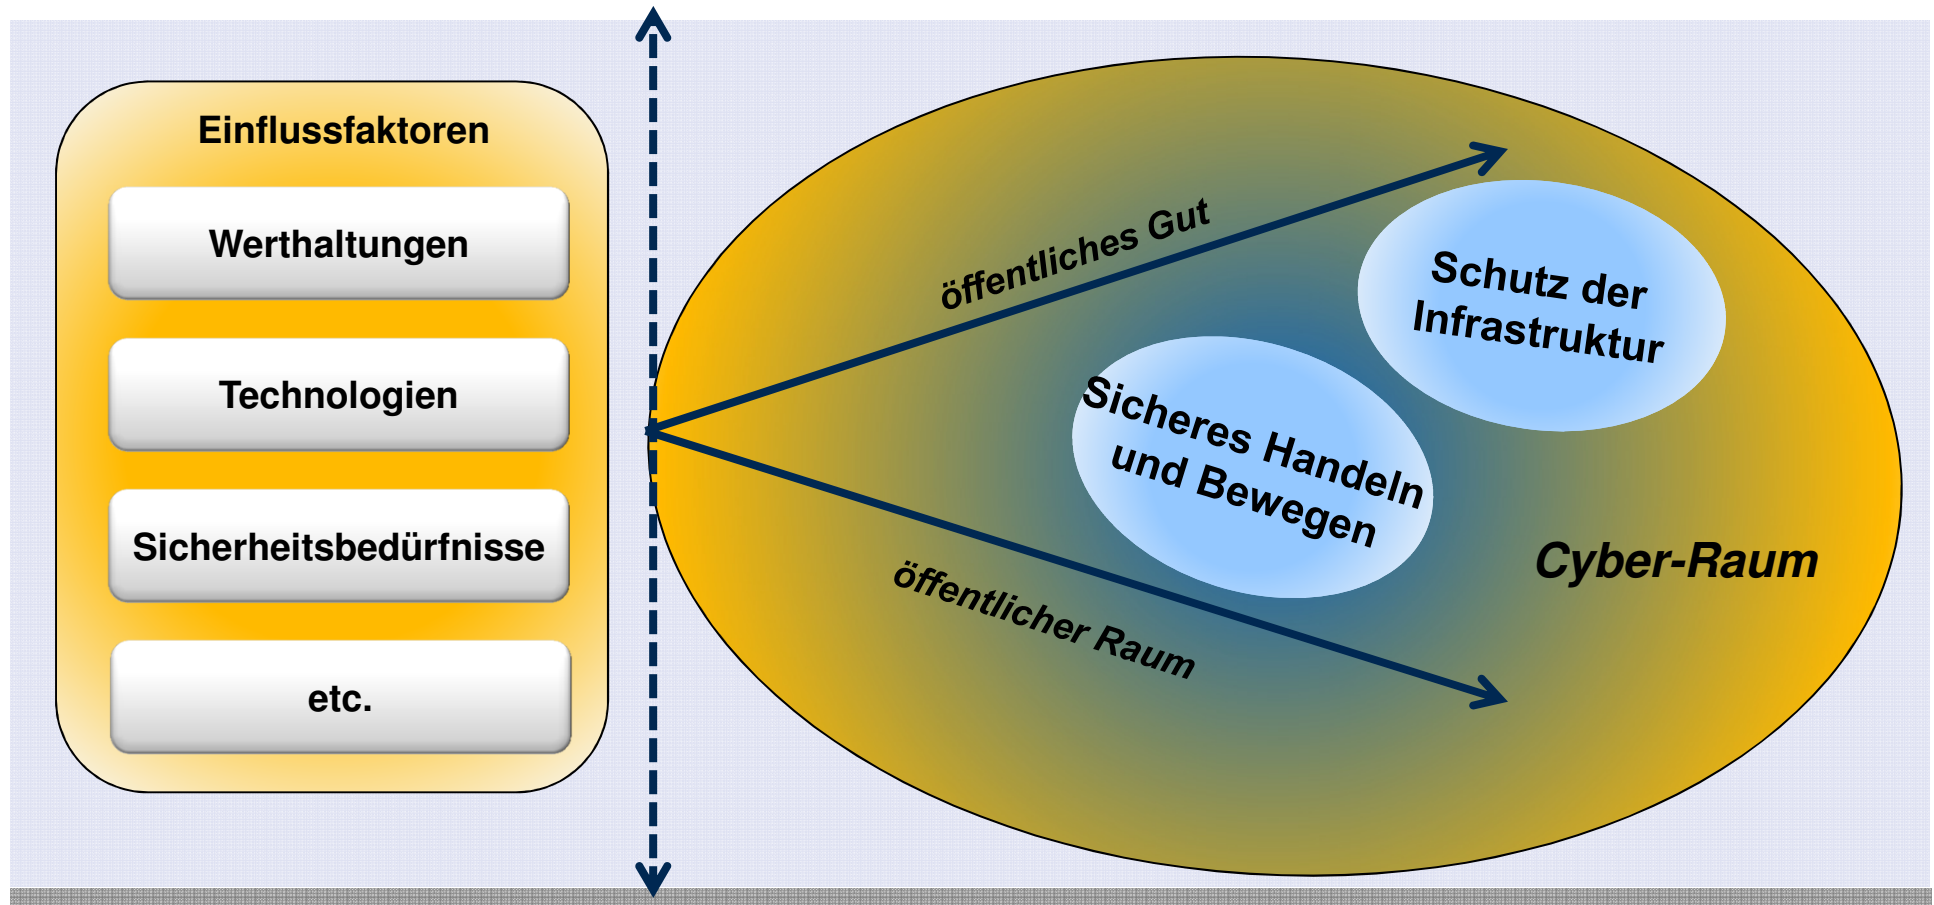 Einflussfaktoren
Werthaltungen
Technologien
Sicherheitsbedürfnisse
etc.
öffentliches Gut
Schutz der
Infrastruktur
Sicheres Handeln
und Bewegen
Cyber-Raum
öffentlicher Raum